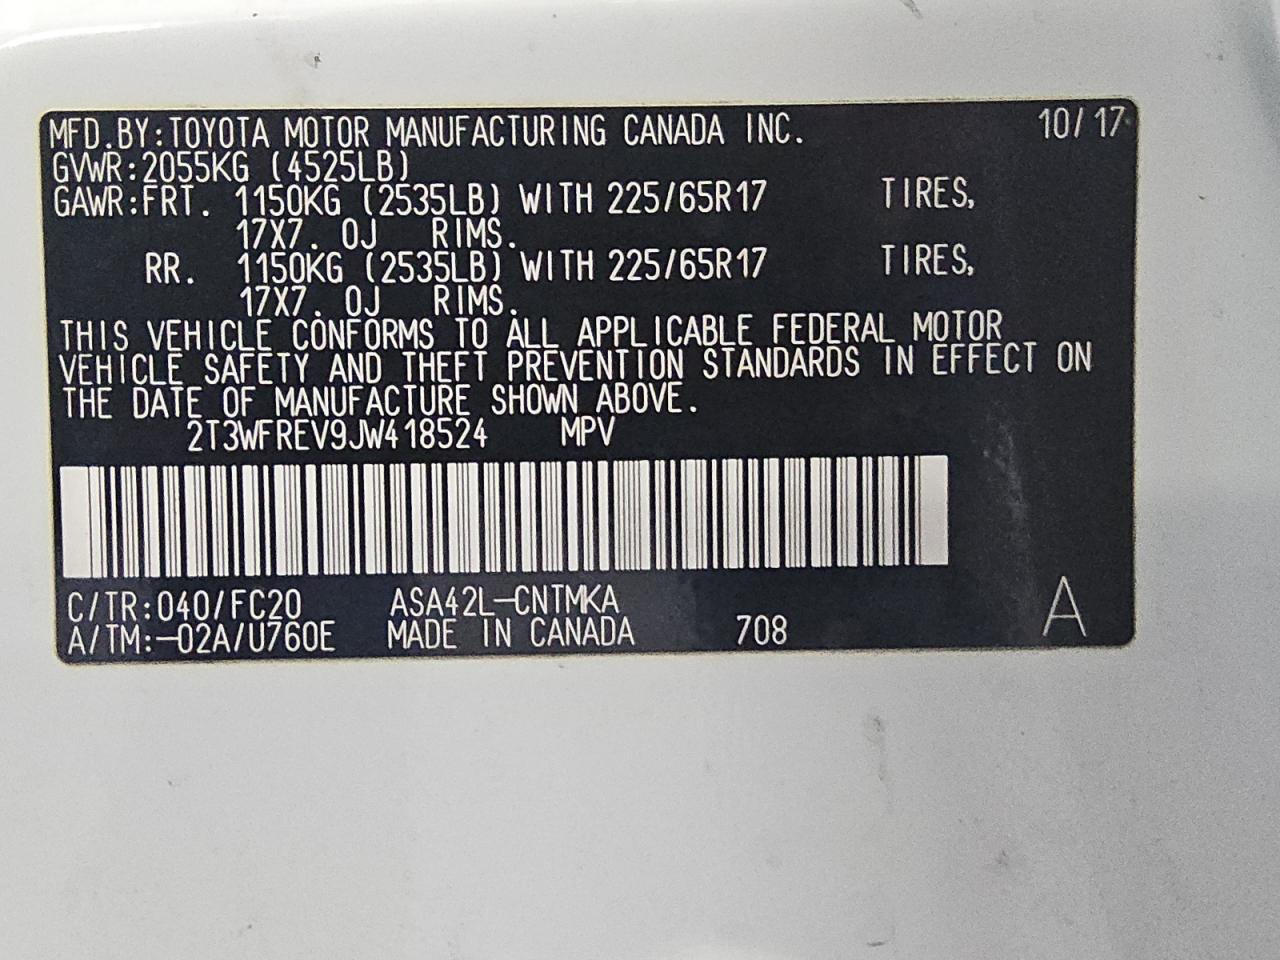 MFD.BY:TOYOTA MOTOR MANUFACTURING CANADA INC. 10/17
GVWR:2055KG (4525LB)
GAWR:FRT. 1150KG (2535LB) WITH 225/65R17 TIRES,
17X7.0J RIMS.
RR. 1150KG (2535LB) WITH 225/65R17 TIRES,
17X7.0J RIMS.
THIS VEHICLE CONFORMS TO ALL APPLICABLE FEDERAL MOTOR
VEHICLE SAFETY AND THEFT PREVENTION STANDARDS IN EFFECT ON
THE DATE OF MANUFACTURE SHOWN ABOVE.
2T3WFREV9JW418524 MPV
C/TR:040/FC20 ASA42L-CNTMKA A
A/TM:-02A/U760E MADE IN CANADA 708